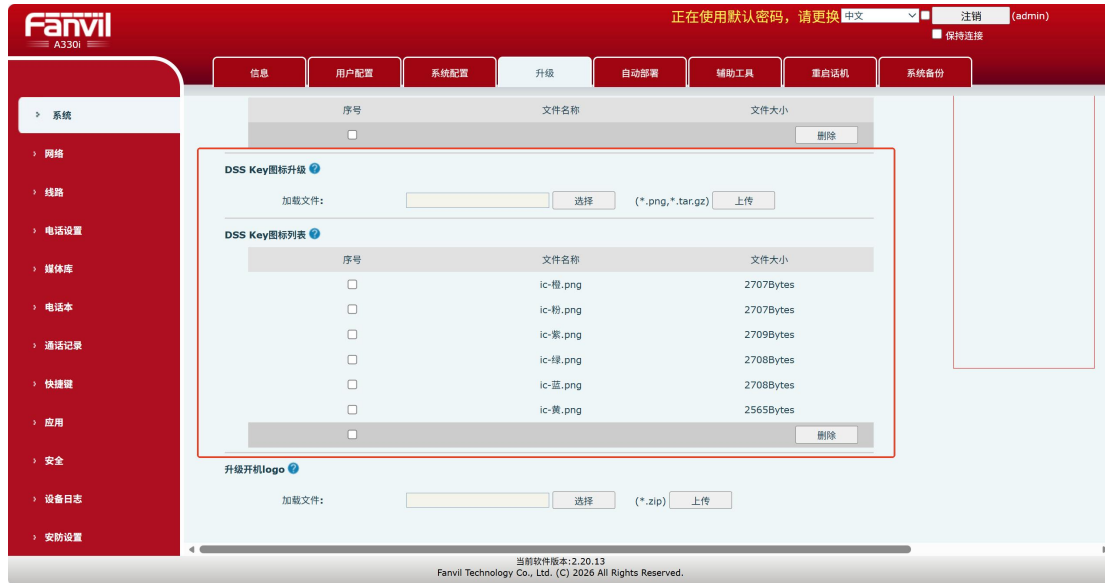 正在使用默认密码，请更换 中文 注销 (admin)
Fanvil
A330i
保持连接
信息 用户配置 系统配置 升级 自动部署 辅助工具 重启话机 系统备份
› 系统
› 网络
› 线路
› 电话设置
› 媒体库
› 电话本
› 通话记录
› 快捷键
› 应用
› 安全
› 设备日志
› 安防设置
序号 文件名称 文件大小
删除
DSS Key图标升级 ?
加载文件: 选择 (*.png,*.tar.gz) 上传
DSS Key图标列表 ?
序号 文件名称 文件大小
ic-橙.png 2707Bytes
ic-粉.png 2707Bytes
ic-紫.png 2709Bytes
ic-绿.png 2708Bytes
ic-蓝.png 2708Bytes
ic-黄.png 2565Bytes
删除
升级开机logo ?
加载文件: 选择 (*.zip) 上传
当前软件版本:2.20.13
Fanvil Technology Co., Ltd. (C) 2026 All Rights Reserved.